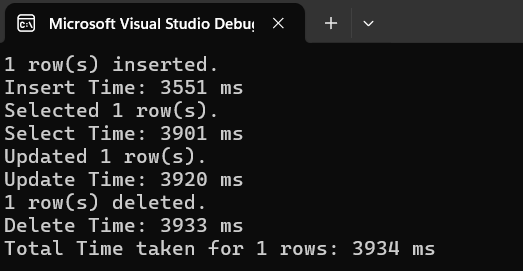 Microsoft Visual Studio Debug
1 row(s) inserted.
Insert Time: 3551 ms
Selected 1 row(s).
Select Time: 3901 ms
Updated 1 row(s).
Update Time: 3920 ms
1 row(s) deleted.
Delete Time: 3933 ms
Total Time taken for 1 rows: 3934 ms